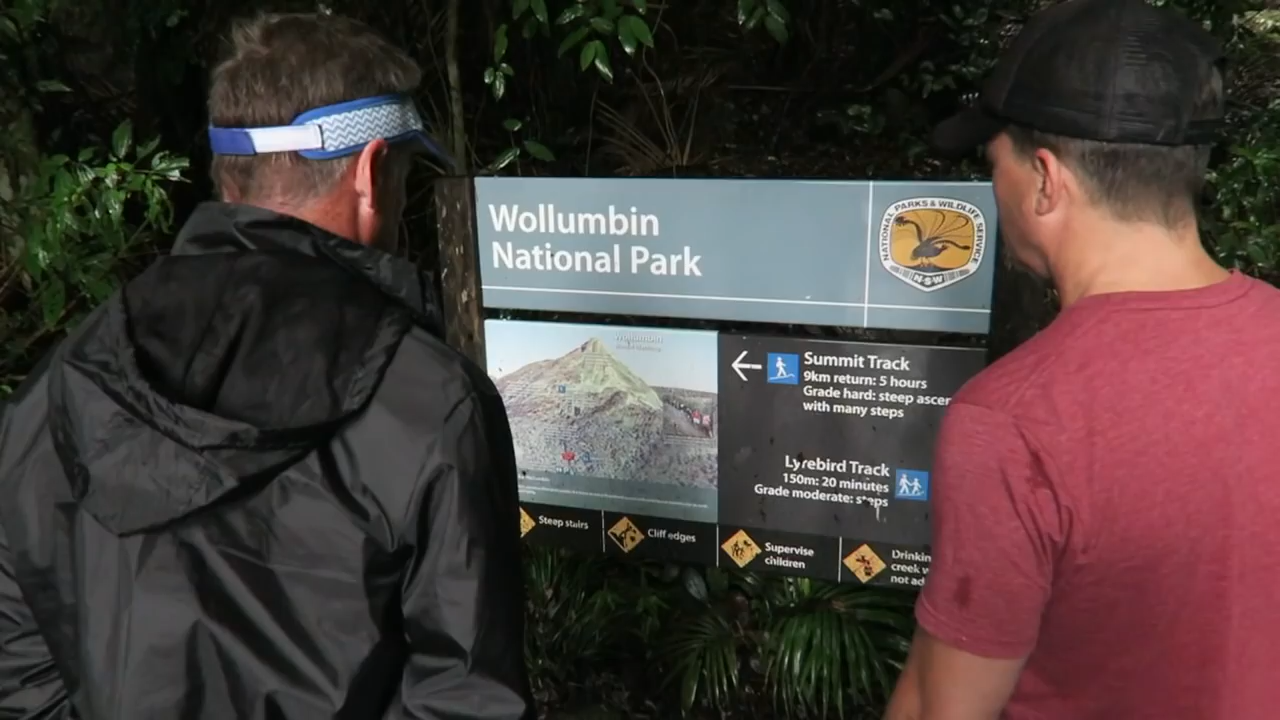 Wollumbin
National Park
NATIONAL PARKS & WILDLIFE SERVICE
N·S·W
Wollumbin
Summit Track
9km return: 5 hours
Grade hard: steep ascen
with many steps
Lyrebird Track
150m: 20 minutes
Grade moderate: steps
Steep stairs
Cliff edges
Supervise
children
Drinkin
creek w
not ad